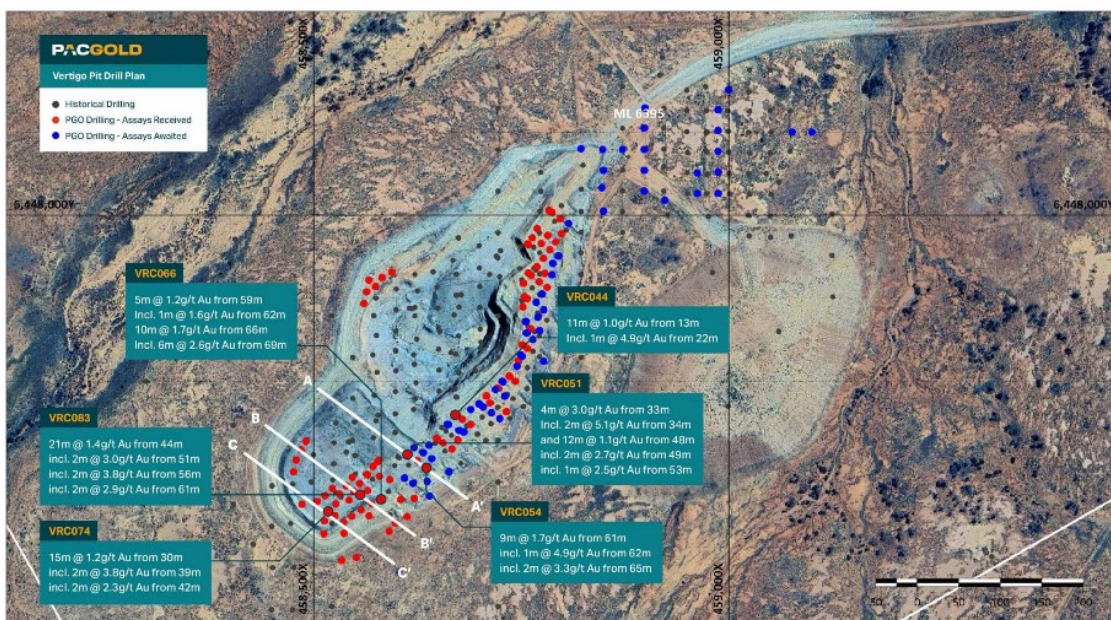 PACGOLD
Vertigo Pit Drill Plan
Historical Drilling
PGO Drilling - Assays Received
PGO Drilling - Assays Awaited
458,500X
459,000X
ML 6395
6,448,000Y
6,448,000Y
VRC066
5m @ 1.2g/t Au from 59m
Incl. 1m @ 1.6g/t Au from 62m
10m @ 1.7g/t Au from 66m
Incl. 6m @ 2.6g/t Au from 69m
VRC044
11m @ 1.0g/t Au from 13m
Incl. 1m @ 4.9g/t Au from 22m
VRC051
4m @ 3.0g/t Au from 33m
Incl. 2m @ 5.1g/t Au from 34m
and 12m @ 1.1g/t Au from 48m
incl. 2m @ 2.7g/t Au from 49m
incl. 1m @ 2.5g/t Au from 53m
A
B
C
VRC083
21m @ 1.4g/t Au from 44m
incl. 2m @ 3.0g/t Au from 51m
incl. 2m @ 3.8g/t Au from 56m
incl. 2m @ 2.9g/t Au from 61m
A'
B'
C'
VRC054
9m @ 1.7g/t Au from 61m
incl. 1m @ 4.9g/t Au from 62m
incl. 2m @ 3.3g/t Au from 65m
VRC074
15m @ 1.2g/t Au from 30m
incl. 2m @ 3.8g/t Au from 39m
incl. 2m @ 2.3g/t Au from 42m
458,500X
459,000X
50 0 50 100 150 200